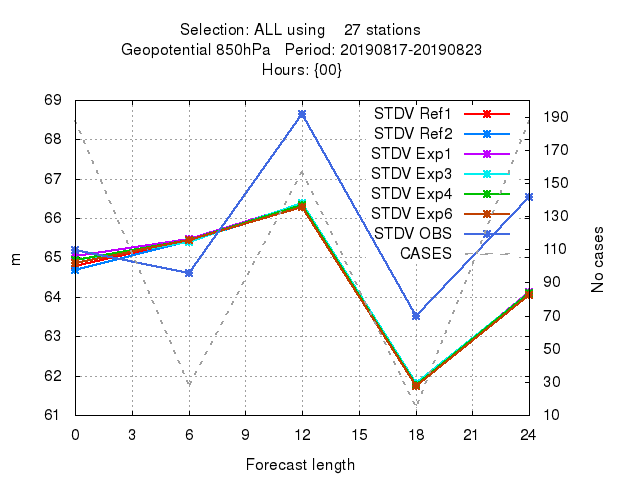 Selection: ALL using    27 stations
Geopotential 850hPa   Period: 20190817-20190823
Hours: {00}
69
68
67
66
65
64
63
62
61
m
STDV Ref1
STDV Ref2
STDV Exp1
STDV Exp3
STDV Exp4
STDV Exp6
STDV OBS
CASES
190
170
150
130
110
90
70
50
30
10
No cases
0 3 6 9 12 15 18 21 24
Forecast length